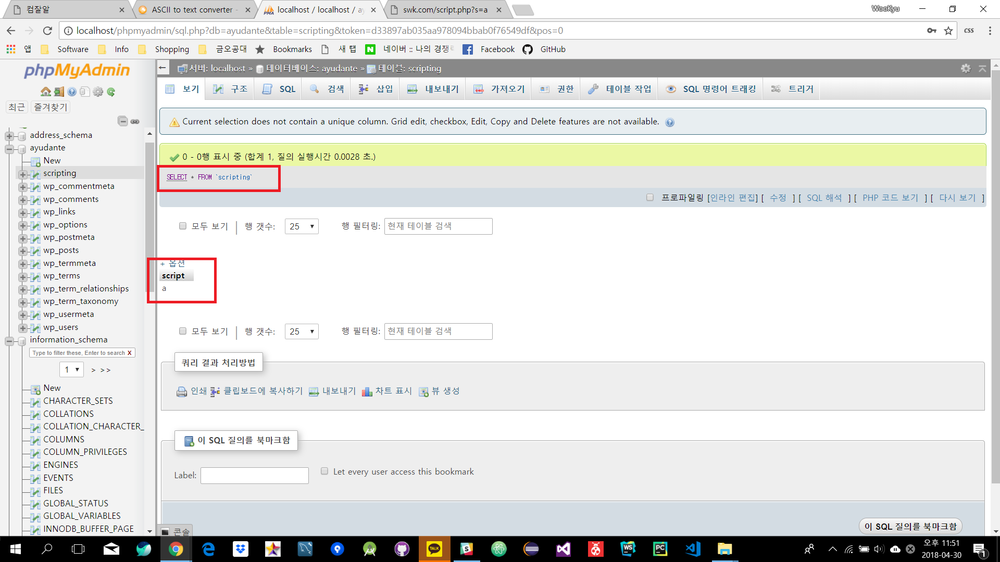 컴잘알
ASCII to text converter -
localhost / localhost / ay
swk.com/script.php?s=a
WooKyu
localhost/phpmyadmin/sql.php?db=ayudante&table=scripting&token=d33897ab035aa978094bbab0f76549df&pos=0
CSS
앱
Software
Info
Shopping
금오공대
Bookmarks
새 탭
네이버 :: 나의 경쟁력
Facebook
GitHub
phpMyAdmin
최근
즐겨찾기
address_schema
ayudante
New
scripting
wp_commentmeta
wp_comments
wp_links
wp_options
wp_postmeta
wp_posts
wp_termmeta
wp_terms
wp_term_relationships
wp_term_taxonomy
wp_usermeta
wp_users
information_schema
Type to filter these, Enter to search X
1 > >>
New
CHARACTER_SETS
COLLATIONS
COLLATION_CHARACTER_
COLUMNS
COLUMN_PRIVILEGES
ENGINES
EVENTS
FILES
GLOBAL_STATUS
GLOBAL_VARIABLES
INNODB_BUFFER_PAGE
서버: localhost » 데이터베이스: ayudante » 테이블: scripting
보기
구조
SQL
검색
삽입
내보내기
가져오기
권한
테이블 작업
SQL 명령어 트래킹
트리거
Current selection does not contain a unique column. Grid edit, checkbox, Edit, Copy and Delete features are not available.
0 - 0행 표시 중 (합계 1, 질의 실행시간 0.0028 초.)
SELECT * FROM `scripting`
프로파일링 [인라인 편집] [ 수정 ] [ SQL 해석 ] [ PHP 코드 보기 ] [ 다시 보기 ]
모두 보기 | 행 갯수: 25 행 필터링: 현재 테이블 검색
+ 옵션
script
a
모두 보기 | 행 갯수: 25 행 필터링: 현재 테이블 검색
쿼리 결과 처리방법
인쇄 클립보드에 복사하기 내보내기 차트 표시 뷰 생성
이 SQL 질의를 북마크함
Label:
Let every user access this bookmark
이 SQL 질의를 북마크함
콘솔
TALK
S
WS
PC
오후 11:51
2018-04-30
1